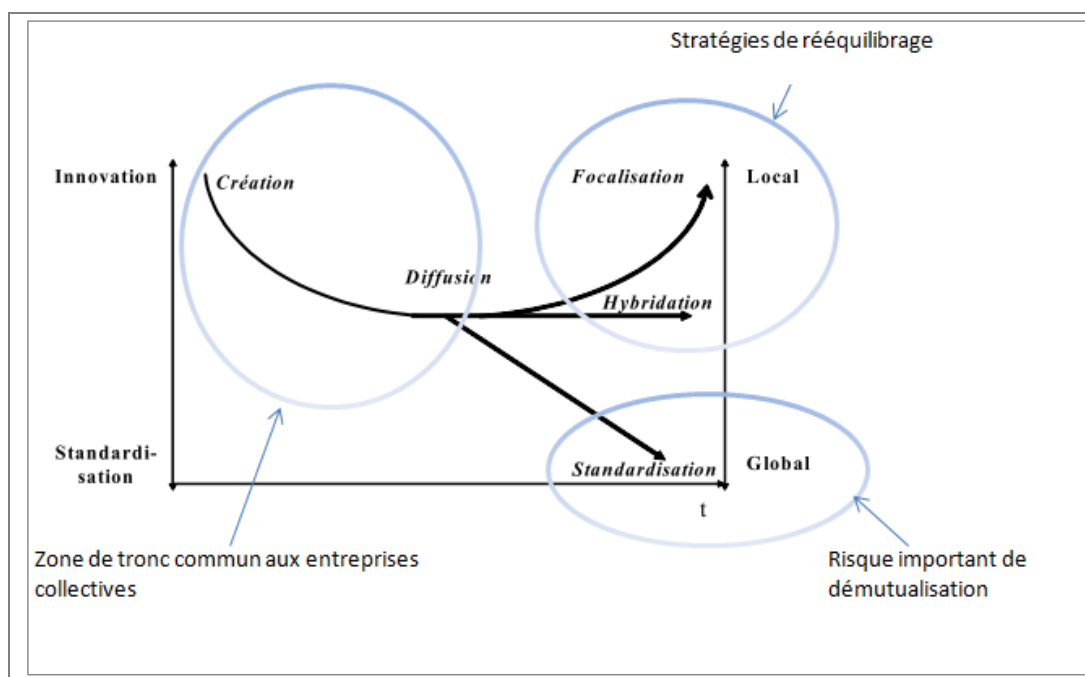 Stratégies de rééquilibrage
Innovation
Création
Focalisation
Local
Diffusion
Hybridation
Standardi-
sation
Standardisation
Global
t
Zone de tronc commun aux entreprises
collectives
Risque important de
démutualisation